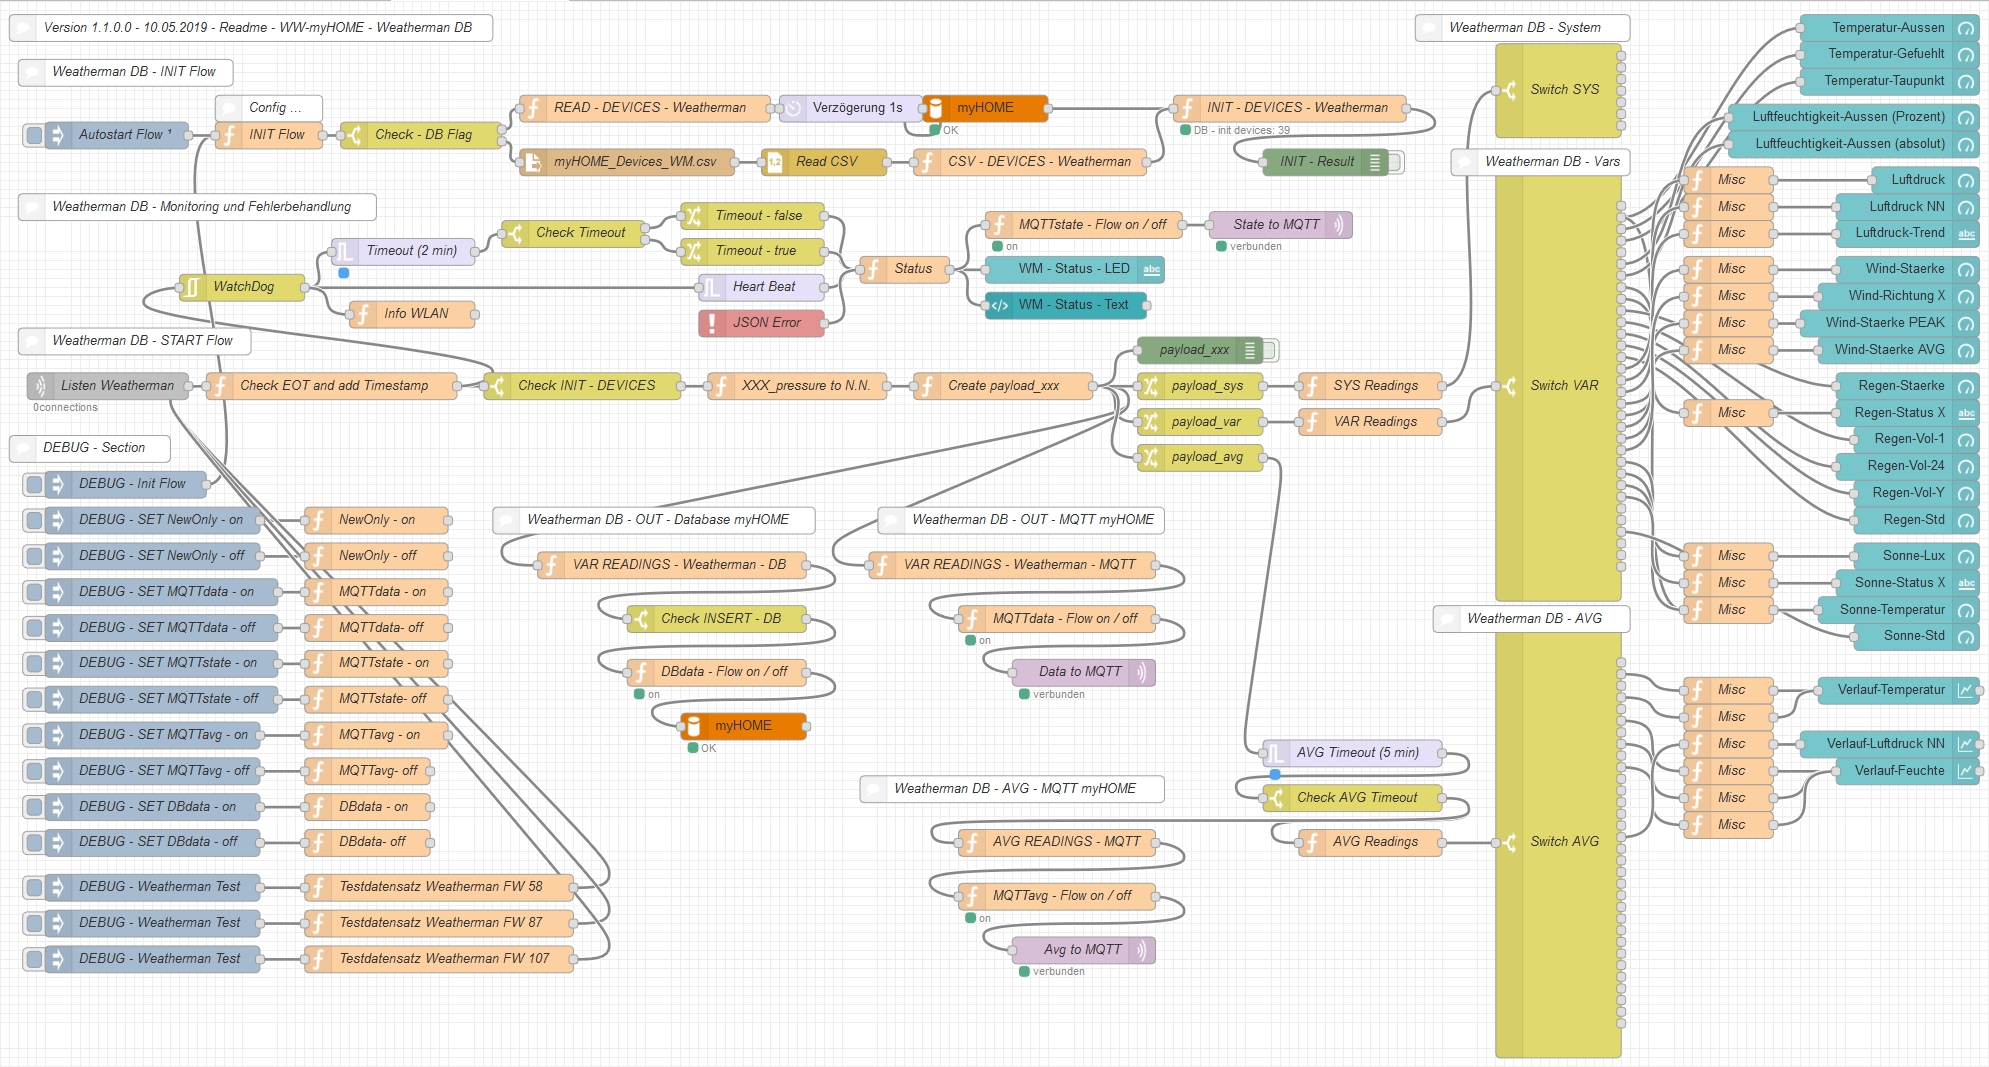 Version 1.1.0.0 - 10.05.2019 - Readme - WW-myHOME - Weatherman DB
Weatherman DB - INIT Flow
Config ...
Autostart Flow ¹
INIT Flow
Check - DB Flag
READ - DEVICES - Weatherman
Verzögerung 1s
myHOME
OK
INIT - DEVICES - Weatherman
DB - init devices: 39
myHOME_Devices_WM.csv
1,2
Read CSV
CSV - DEVICES - Weatherman
INIT - Result
Weatherman DB - Monitoring und Fehlerbehandlung
Timeout (2 min)
Check Timeout
Timeout - false
Timeout - true
WatchDog
Info WLAN
Heart Beat
JSON Error
Status
MQTTstate - Flow on / off
on
State to MQTT
verbunden
WM - Status - LED
abc
WM - Status - Text
Weatherman DB - START Flow
Listen Weatherman
0connections
Check EOT and add Timestamp
Check INIT - DEVICES
XXX_pressure to N.N.
Create payload_xxx
payload_xxx
payload_sys
payload_var
payload_avg
SYS Readings
VAR Readings
DEBUG - Section
DEBUG - Init Flow
DEBUG - SET NewOnly - on
NewOnly - on
DEBUG - SET NewOnly - off
NewOnly - off
DEBUG - SET MQTTdata - on
MQTTdata - on
DEBUG - SET MQTTdata - off
MQTTdata- off
DEBUG - SET MQTTstate - on
MQTTstate - on
DEBUG - SET MQTTstate - off
MQTTstate- off
DEBUG - SET MQTTavg - on
MQTTavg - on
DEBUG - SET MQTTavg - off
MQTTavg- off
DEBUG - SET DBdata - on
DBdata - on
DEBUG - SET DBdata - off
DBdata- off
DEBUG - Weatherman Test
Testdatensatz Weatherman FW 58
DEBUG - Weatherman Test
Testdatensatz Weatherman FW 87
DEBUG - Weatherman Test
Testdatensatz Weatherman FW 107
Weatherman DB - OUT - Database myHOME
VAR READINGS - Weatherman - DB
Check INSERT - DB
DBdata - Flow on / off
on
myHOME
OK
Weatherman DB - OUT - MQTT myHOME
VAR READINGS - Weatherman - MQTT
MQTTdata - Flow on / off
on
Data to MQTT
verbunden
Weatherman DB - AVG - MQTT myHOME
AVG READINGS - MQTT
MQTTavg - Flow on / off
on
Avg to MQTT
verbunden
AVG Timeout (5 min)
Check AVG Timeout
AVG Readings
Weatherman DB - System
Switch SYS
Weatherman DB - Vars
Switch VAR
Weatherman DB - AVG
Switch AVG
Temperatur-Aussen
Temperatur-Gefuehlt
Temperatur-Taupunkt
Luftfeuchtigkeit-Aussen (Prozent)
Luftfeuchtigkeit-Aussen (absolut)
Misc
Luftdruck
Misc
Luftdruck NN
Misc
Luftdruck-Trend
abc
Misc
Wind-Staerke
Misc
Wind-Richtung X
Misc
Wind-Staerke PEAK
Misc
Wind-Staerke AVG
Regen-Staerke
Misc
Regen-Status X
abc
Regen-Vol-1
Regen-Vol-24
Regen-Vol-Y
Regen-Std
Misc
Sonne-Lux
Misc
Sonne-Status X
abc
Misc
Sonne-Temperatur
Sonne-Std
Misc
Verlauf-Temperatur
Misc
Misc
Verlauf-Luftdruck NN
Misc
Verlauf-Feuchte
Misc
Misc